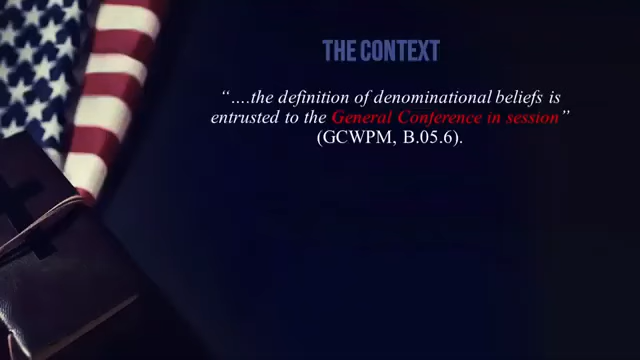 THE CONTEXT
“….the definition of denominational beliefs is
entrusted to the General Conference in session”
(GCWPM, B.05.6).